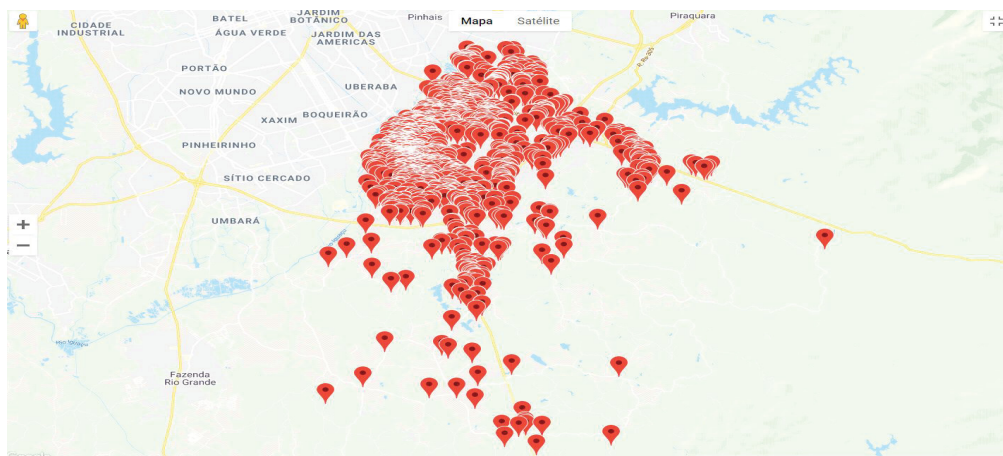 CIDADE
INDUSTRIAL
BATEL
ÁGUA VERDE
JARDIM
BOTÂNICO
JARDIM DAS
AMERICAS
Pinhais
Mapa Satélite
Piraquara
PORTÃO
NOVO MUNDO
UBERABA
XAXIM
BOQUEIRÃO
PINHEIRINHO
SÍTIO CERCADO
UMBARÁ
+
−
Fazenda
Rio Grande